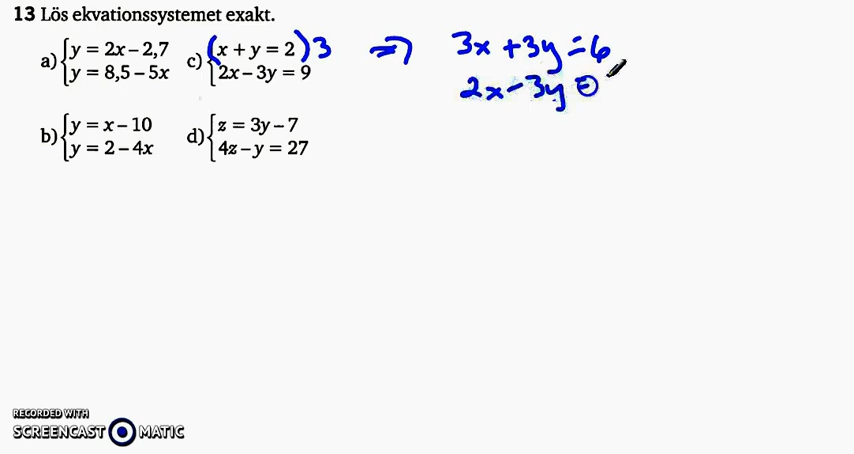 13 Lös ekvationssystemet exakt.
a) { y = 2x – 2,7
y = 8,5 – 5x
c) { (x + y = 2) 3 ⇒ 3x + 3y = 6
2x – 3y = 9 2x – 3y =
b) { y = x – 10
y = 2 – 4x
d) { z = 3y – 7
4z – y = 27
RECORDED WITH
SCREENCAST MATIC